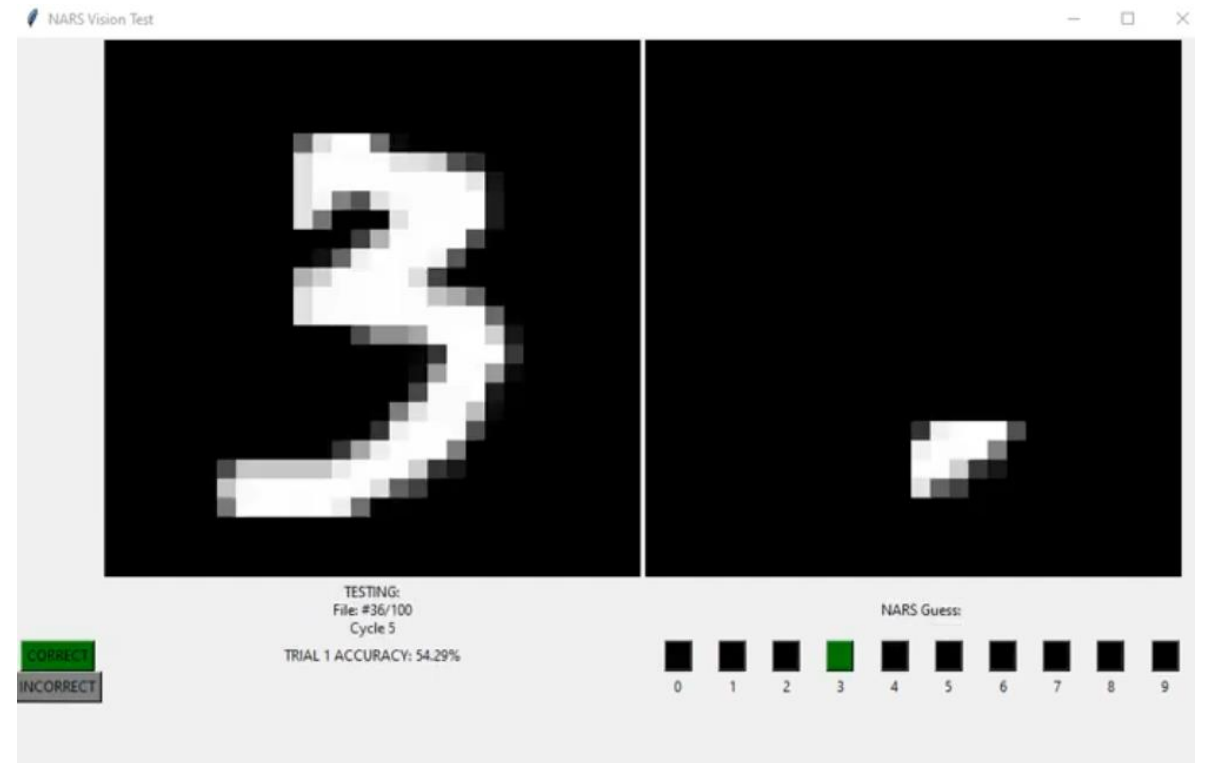 NARS Vision Test
3
TESTING:
File: #36/100
Cycle 5
NARS Guess:
CORRECT
TRIAL 1 ACCURACY: 54.29%
INCORRECT
0 1 2 3 4 5 6 7 8 9